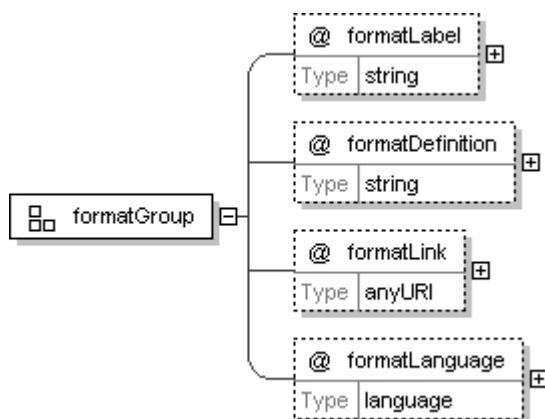 @ formatLabel
Type string
@ formatDefinition
Type string
formatGroup
@ formatLink
Type anyURI
@ formatLanguage
Type language